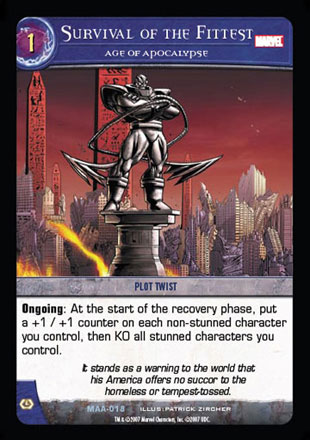 1
SURVIVAL OF THE FITTEST
MARVEL
AGE OF APOCALYPSE
PLOT TWIST
Ongoing: At the start of the recovery phase, put
a +1 / +1 counter on each non-stunned character
you control, then KO all stunned characters you
control.
It stands as a warning to the world that
his America offers no succor to the
homeless or tempest-tossed.
MAA-018 ILLUS: PATRICK ZIRCHER
TM & ©2007 Marvel Characters, Inc. ©2007 UDC.